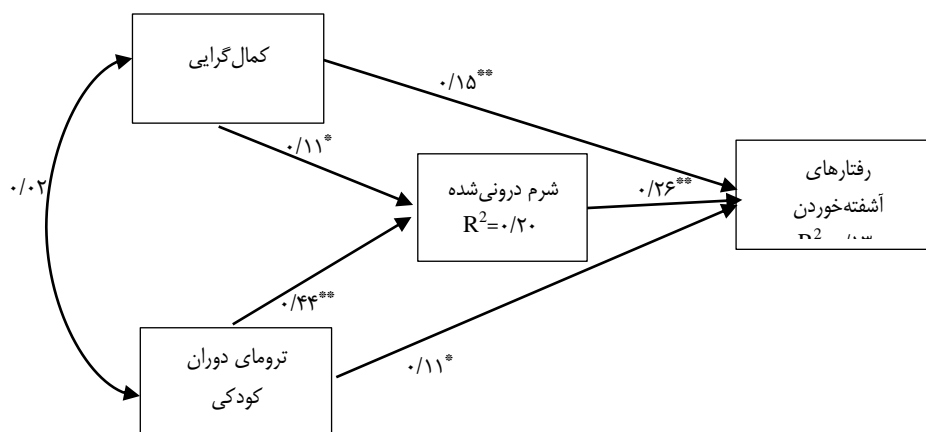 کمال‌گرایی
۰/۱۵**
۰/۱۱*
۰/۰۲
شرم درونی‌شده
R²=۰/۲۰
۰/۲۶**
رفتارهای
آشفته‌خوردن
۰/۴۴**
ترومای دوران
کودکی
۰/۱۱*